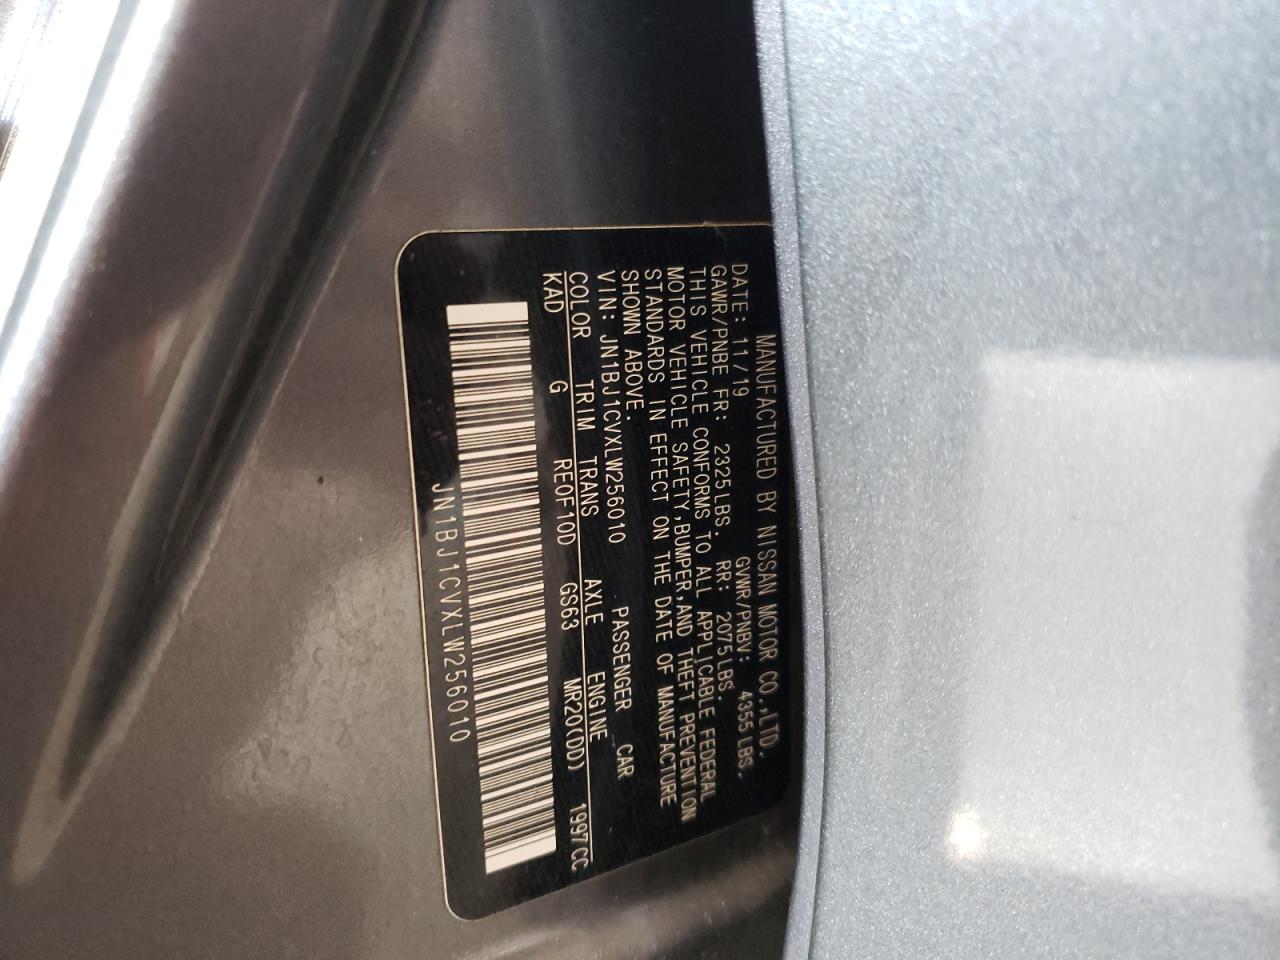 MANUFACTURED BY NISSAN MOTOR CO.,LTD.
DATE: 11/19 GVWR/PNBV: 4355 LBS.
GAWR/PNBE FR: 2325LBS. RR: 2075LBS.
THIS VEHICLE CONFORMS TO ALL APPLICABLE FEDERAL
MOTOR VEHICLE SAFETY,BUMPER,AND THEFT PREVENTION
STANDARDS IN EFFECT ON THE DATE OF MANUFACTURE
SHOWN ABOVE.
VIN: JN1BJ1CVXLW256010 PASSENGER CAR
COLOR TRIM TRANS AXLE ENGINE
KAD G RE0F10D GS63 MR20(DD) 1997CC
JN1BJ1CVXLW256010